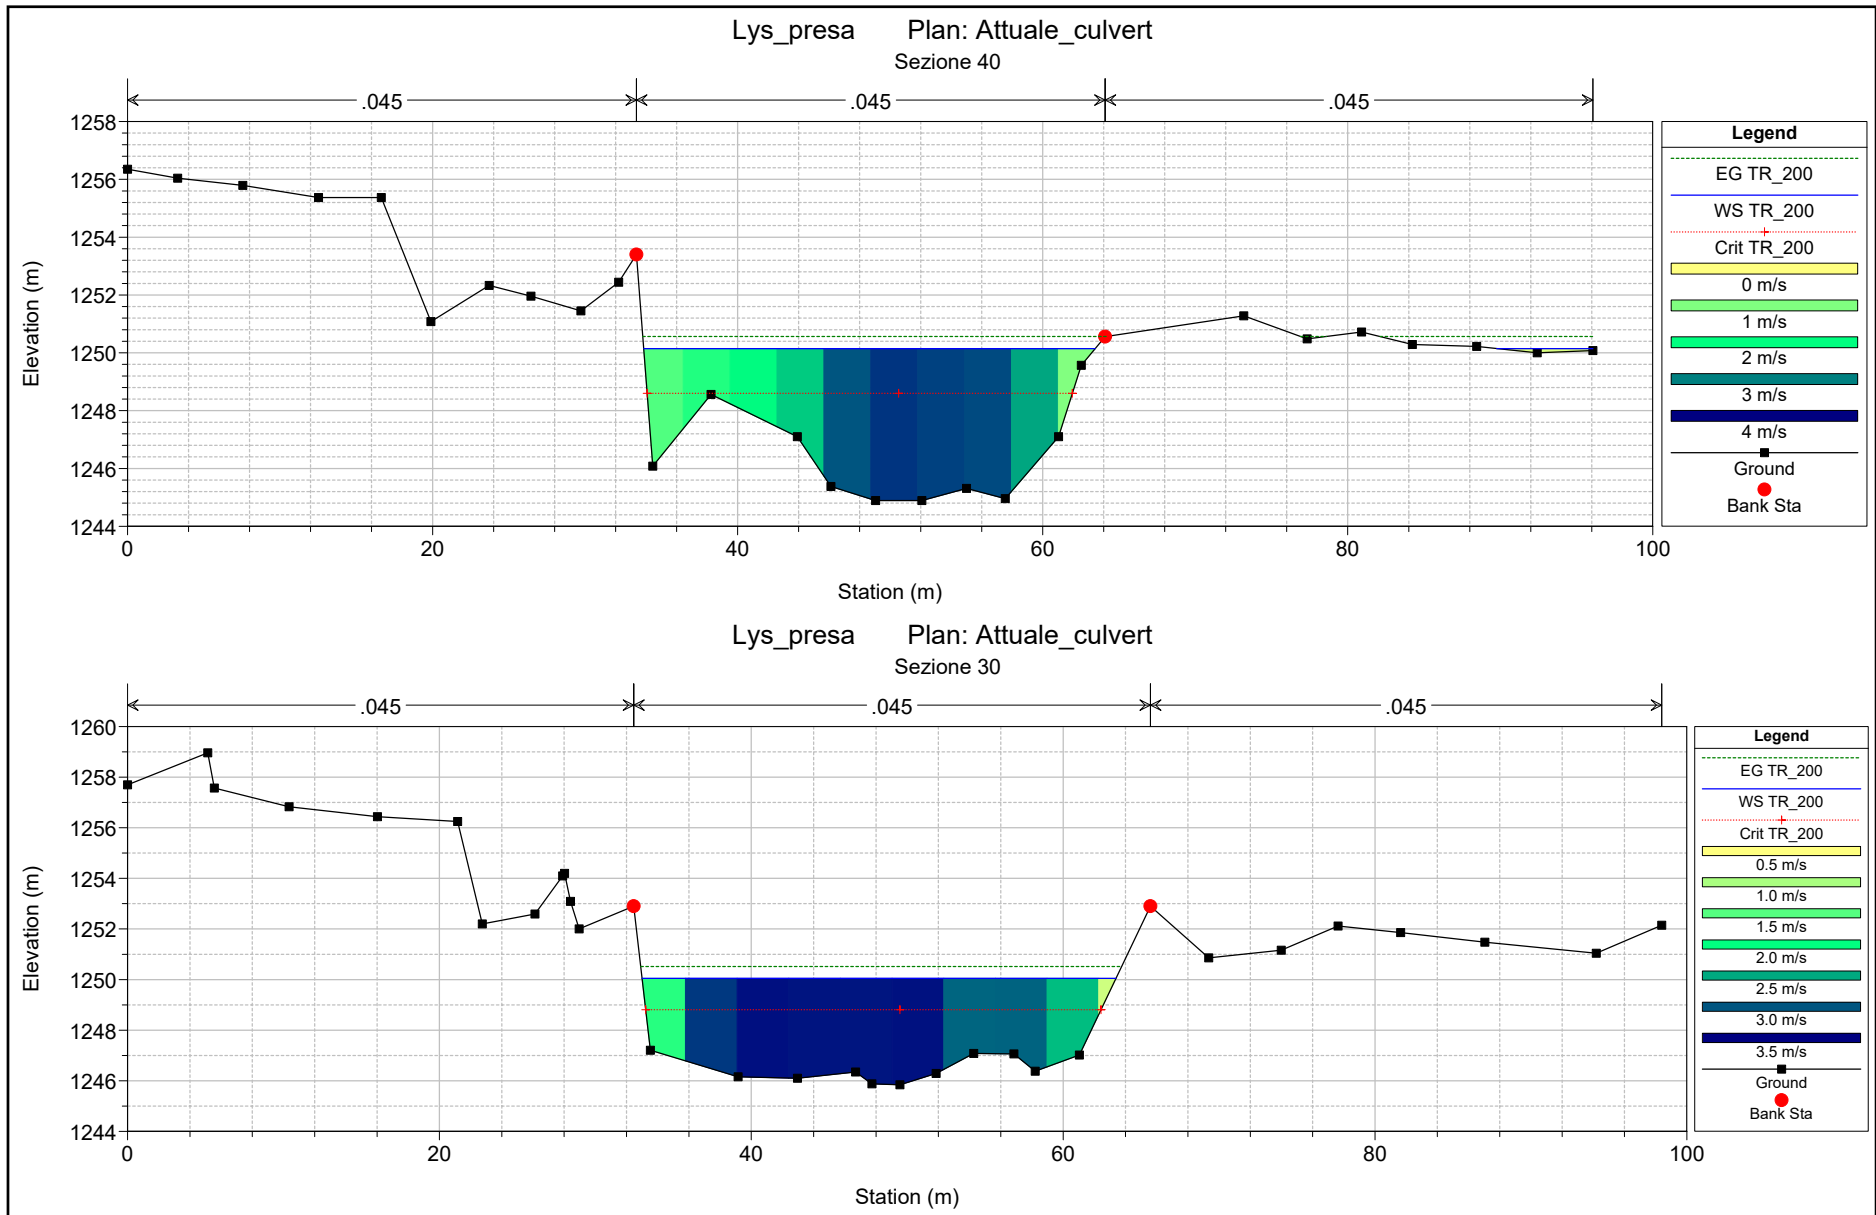 Lys_presa Plan: Attuale_culvert
Sezione 40
.045 .045 .045
1258
1256
1254
1252
1250
1248
1246
1244
Elevation (m)
0 20 40 60 80 100
Station (m)
Legend
EG TR_200
WS TR_200
Crit TR_200
0 m/s
1 m/s
2 m/s
3 m/s
4 m/s
Ground
Bank Sta
Lys_presa Plan: Attuale_culvert
Sezione 30
.045 .045 .045
1260
1258
1256
1254
1252
1250
1248
1246
1244
Elevation (m)
0 20 40 60 80 100
Station (m)
Legend
EG TR_200
WS TR_200
Crit TR_200
0.5 m/s
1.0 m/s
1.5 m/s
2.0 m/s
2.5 m/s
3.0 m/s
3.5 m/s
Ground
Bank Sta